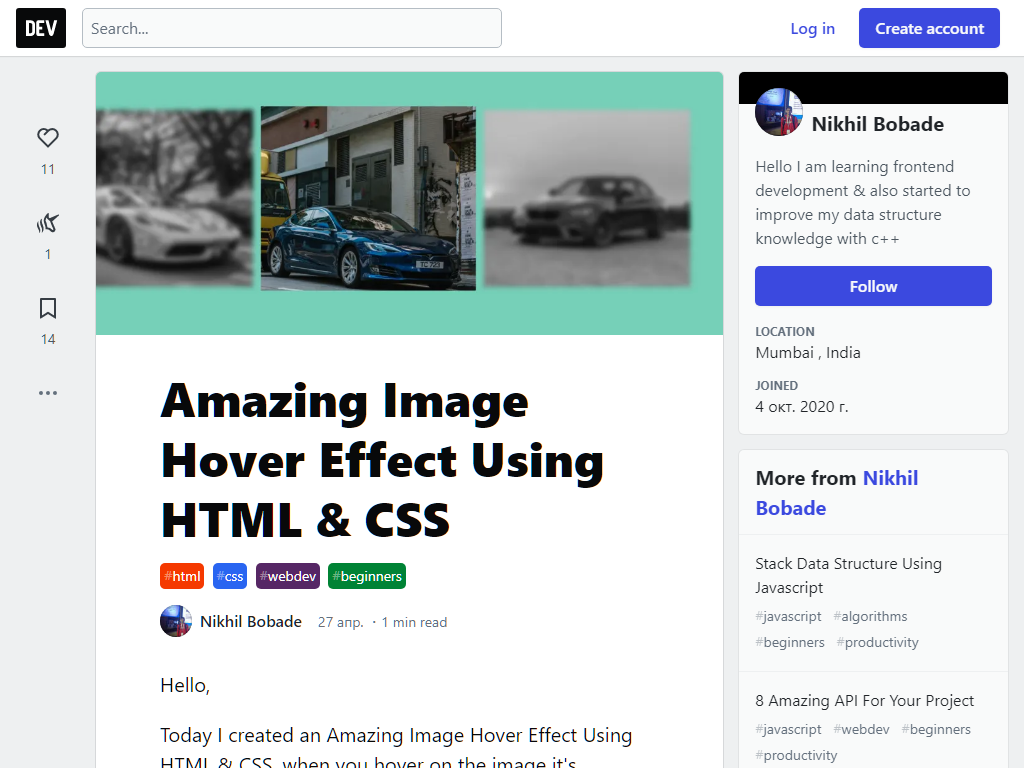 DEV
Search...
Log in
Create account
11
1
14
Amazing Image
Hover Effect Using
HTML & CSS
#html #css #webdev #beginners
Nikhil Bobade 27 апр. · 1 min read
Hello,
Today I created an Amazing Image Hover Effect Using
HTML & CSS, when you hover on the image it's
Nikhil Bobade
Hello I am learning frontend
development & also started to
improve my data structure
knowledge with c++
Follow
LOCATION
Mumbai , India
JOINED
4 окт. 2020 г.
More from Nikhil
Bobade
Stack Data Structure Using
Javascript
#javascript #algorithms
#beginners #productivity
8 Amazing API For Your Project
#javascript #webdev #beginners
#productivity